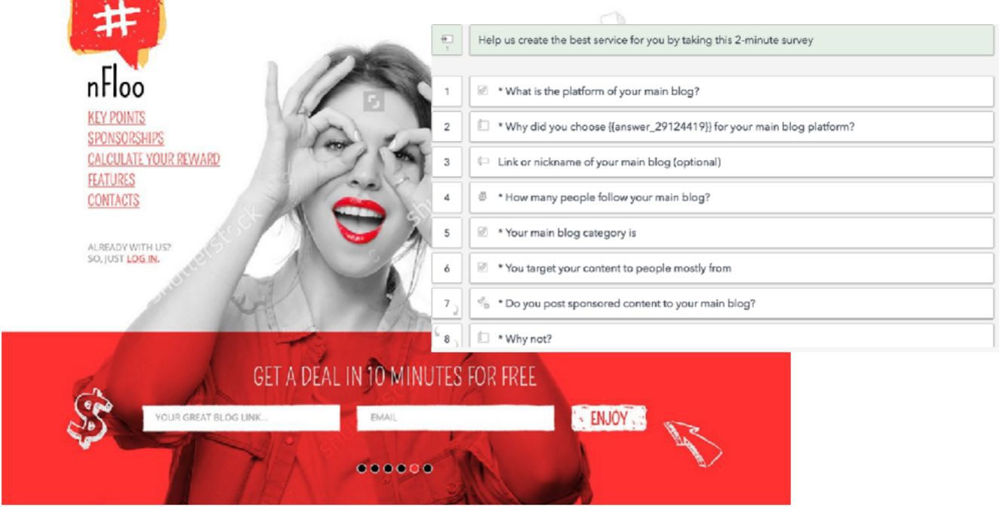 #
nFloo
KEY POINTS
SPONSORSHIPS
CALCULATE YOUR REWARD
FEATURES
CONTACTS
ALREADY WITH US?
SO, JUST LOG IN.
shutterstock
GET A DEAL IN 10 MINUTES FOR FREE
$
YOUR GREAT BLOG LINK...
EMAIL
ENJOY
1
Help us create the best service for you by taking this 2-minute survey
1 * What is the platform of your main blog?
2 * Why did you choose {{answer_29124419}} for your main blog platform?
3 Link or nickname of your main blog (optional)
4 * How many people follow your main blog?
5 * Your main blog category is
6 * You target your content to people mostly from
7 * Do you post sponsored content to your main blog?
8 * Why not?